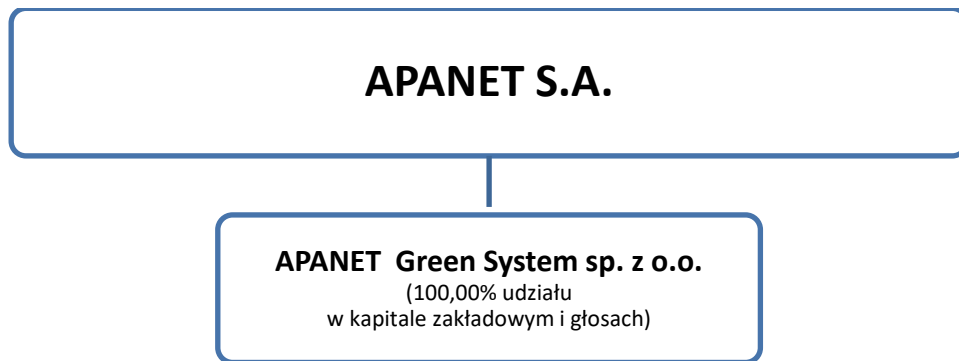 APANET S.A.
APANET Green System sp. z o.o.
(100,00% udziału
w kapitale zakładowym i głosach)